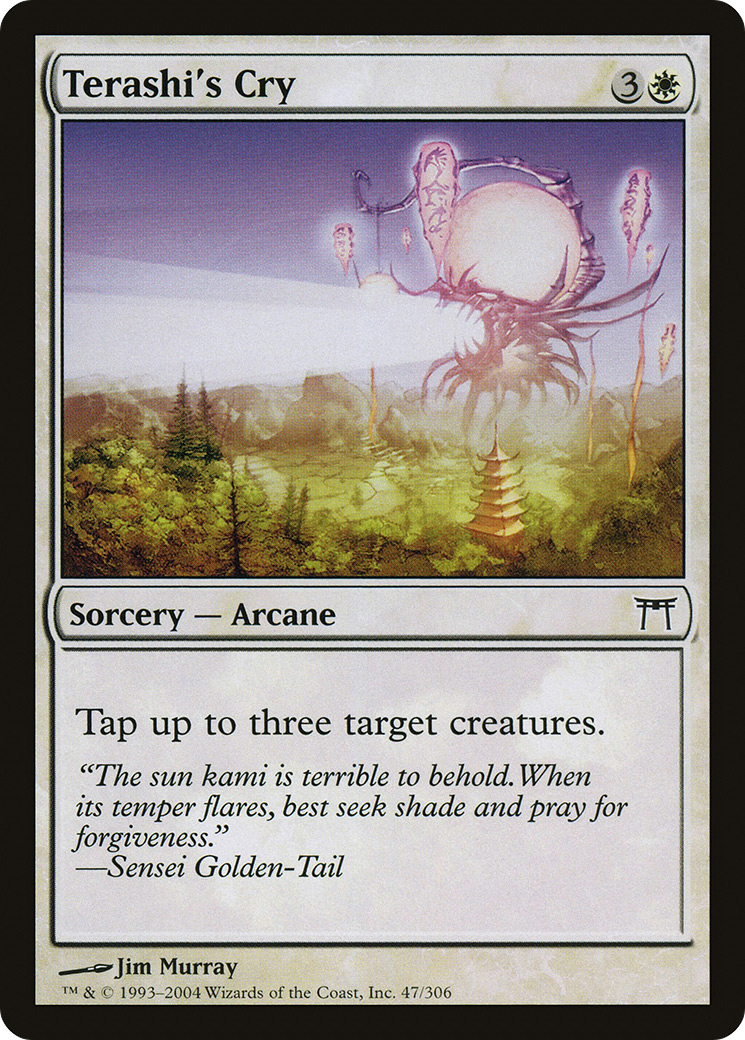 Terashi's Cry 3
Sorcery — Arcane
Tap up to three target creatures.
“The sun kami is terrible to behold. When
its temper flares, best seek shade and pray for
forgiveness.”
—Sensei Golden-Tail
Jim Murray
™ & © 1993–2004 Wizards of the Coast, Inc. 47/306